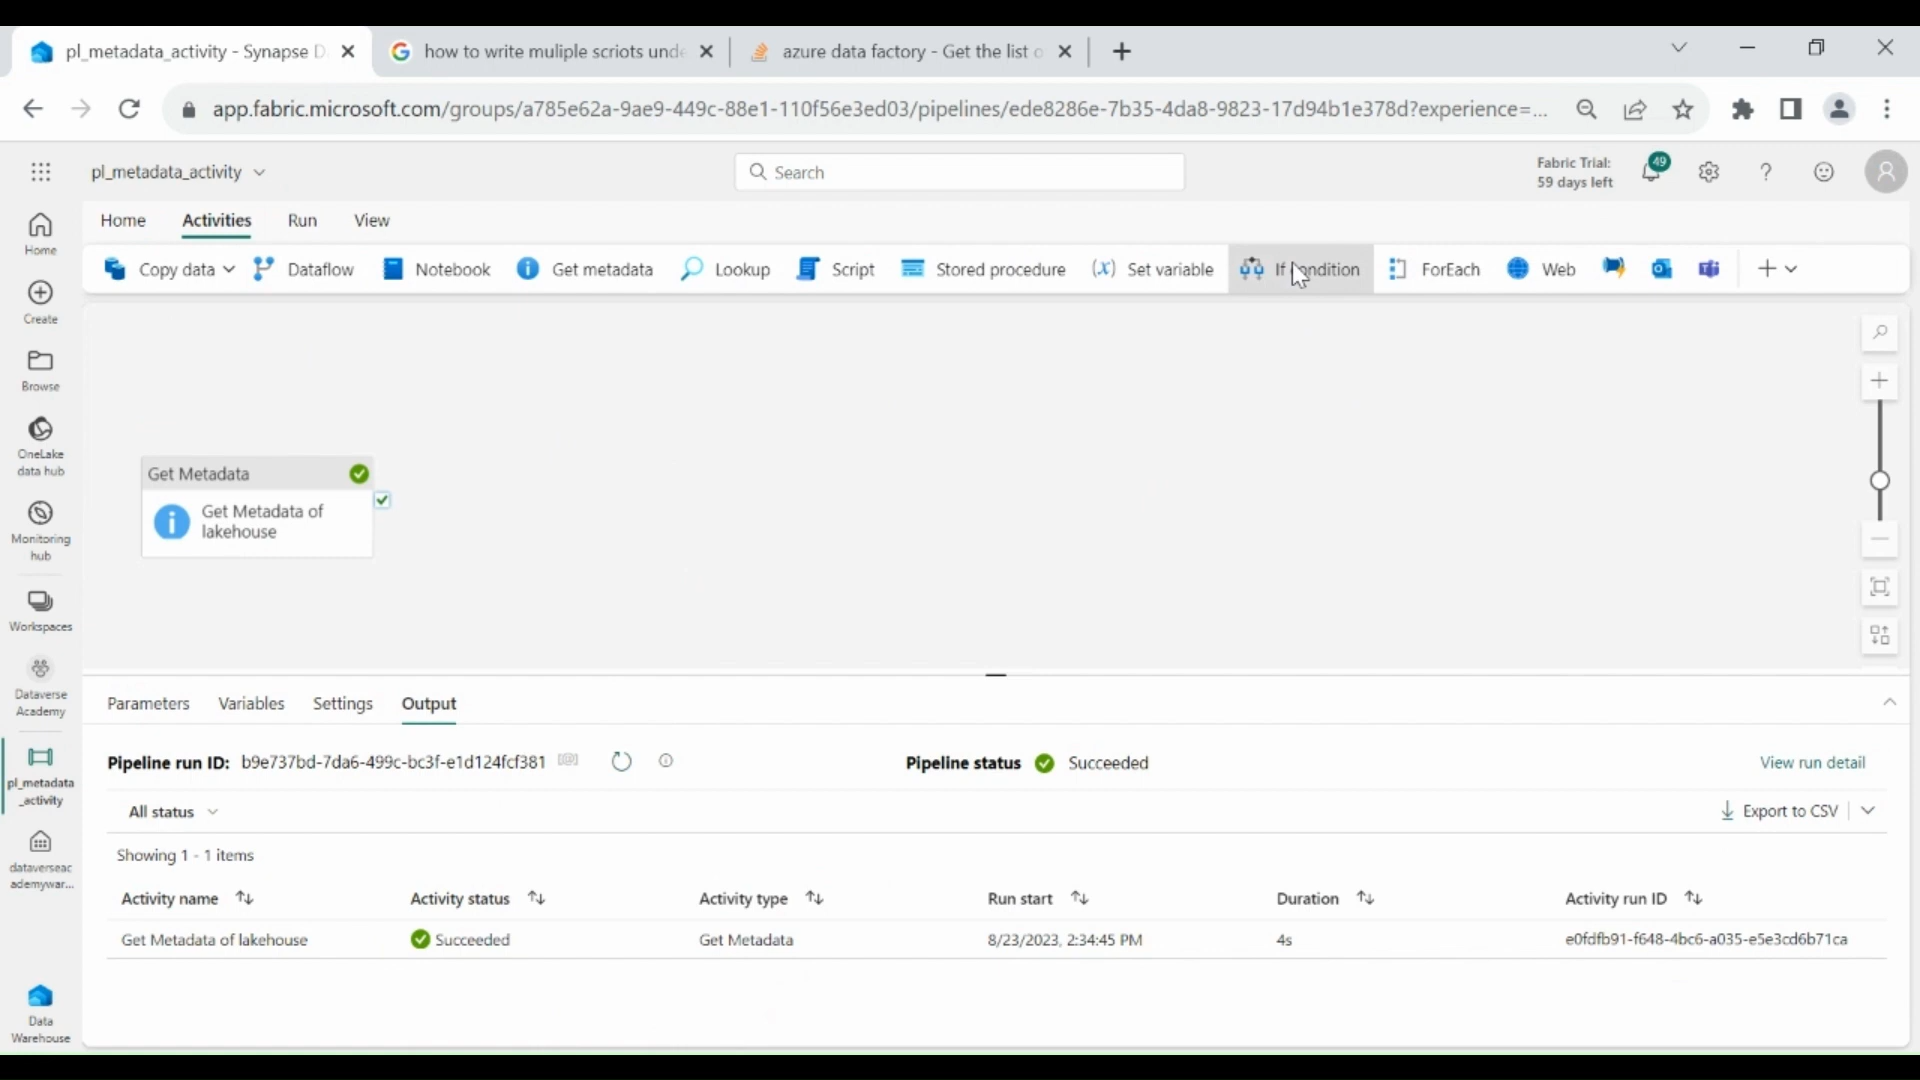 pl_metadata_activity - Synapse D
how to write muliple scriots unde
azure data factory - Get the list o
app.fabric.microsoft.com/groups/a785e62a-9ae9-449c-88e1-110f56e3ed03/pipelines/ede8286e-7b35-4da8-9823-17d94b1e378d?experience=...
pl_metadata_activity
Search
Fabric Trial:
59 days left
49
Home
Activities
Run
View
Copy data
Dataflow
Notebook
Get metadata
Lookup
Script
Stored procedure
Set variable
If condition
ForEach
Web
Home
Create
Browse
OneLake
data hub
Monitoring
hub
Workspaces
Dataverse
Academy
pl_metadata
_activity
dataverseac
ademywar...
Data
Warehouse
Get Metadata
Get Metadata of
lakehouse
Parameters
Variables
Settings
Output
Pipeline run ID: b9e737bd-7da6-499c-bc3f-e1d124fcf381
Pipeline status
Succeeded
View run detail
All status
Export to CSV
Showing 1 - 1 items
Activity name
Activity status
Activity type
Run start
Duration
Activity run ID
Get Metadata of lakehouse
Succeeded
Get Metadata
8/23/2023, 2:34:45 PM
4s
e0fdfb91-f648-4bc6-a035-e5e3cd6b71ca